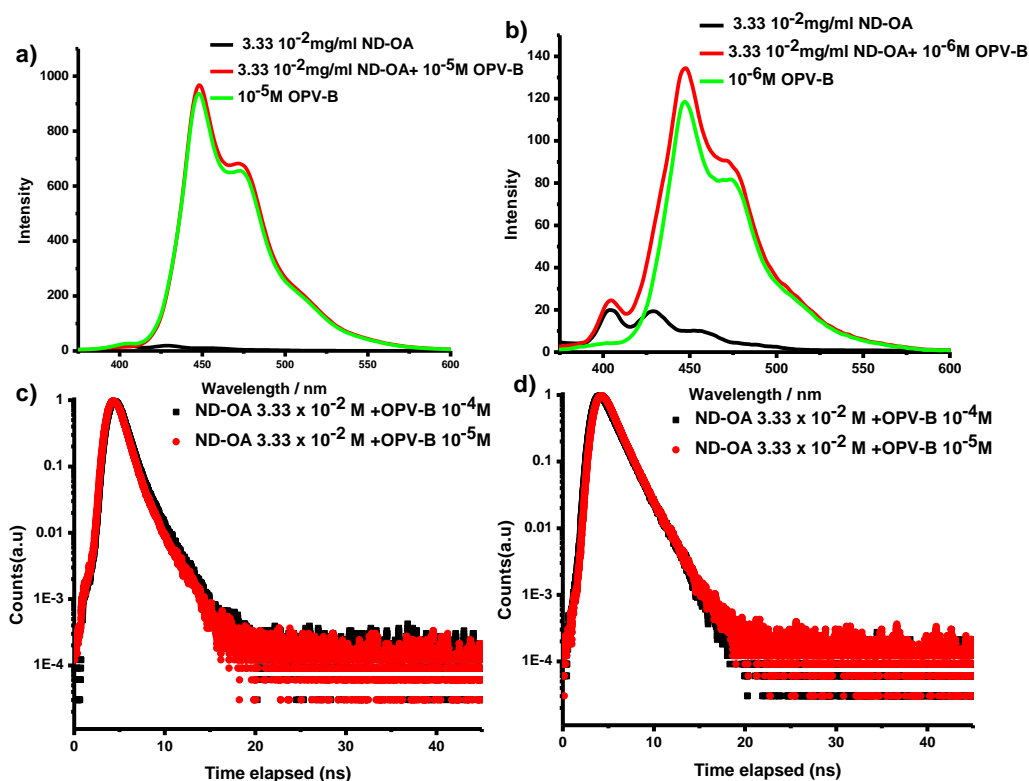 a)
3.33 10⁻²mg/ml ND-OA
3.33 10⁻²mg/ml ND-OA+ 10⁻⁵M OPV-B
10⁻⁵M OPV-B
Intensity
1000
800
600
400
200
0
400
450
500
550
600
Wavelength / nm
b)
3.33 10⁻²mg/ml ND-OA
3.33 10⁻²mg/ml ND-OA+ 10⁻⁶M OPV-B
10⁻⁶M OPV-B
Intensity
140
120
100
80
60
40
20
0
400
450
500
550
600
Wavelength / nm
c)
ND-OA 3.33 x 10⁻² M +OPV-B 10⁻⁴M
ND-OA 3.33 x 10⁻² M +OPV-B 10⁻⁵M
Counts(a.u)
1
0.1
0.01
1E-3
1E-4
0
10
20
30
40
Time elapsed (ns)
d)
ND-OA 3.33 x 10⁻² M +OPV-B 10⁻⁴M
ND-OA 3.33 x 10⁻² M +OPV-B 10⁻⁵M
Counts(a.u)
1
0.1
0.01
1E-3
1E-4
0
10
20
30
40
Time elapsed (ns)